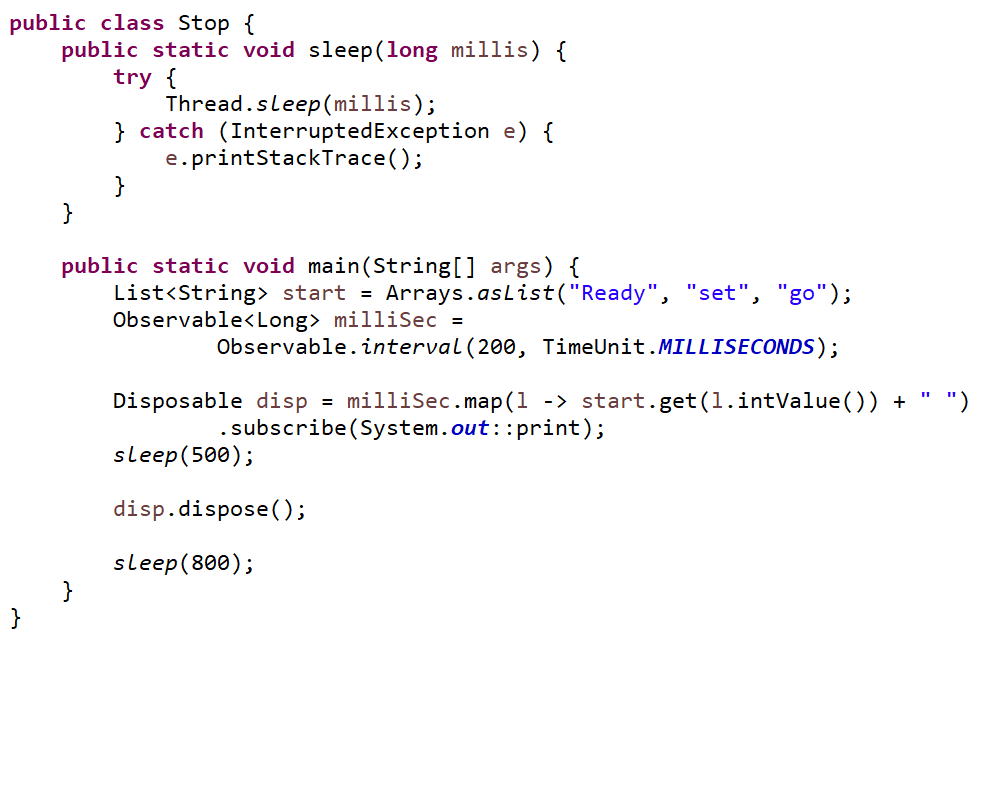 public class Stop {
    public static void sleep(long millis) {
        try {
            Thread.sleep(millis);
        } catch (InterruptedException e) {
            e.printStackTrace();
        }
    }

    public static void main(String[] args) {
        List<String> start = Arrays.asList("Ready", "set", "go");
        Observable<Long> milliSec =
                Observable.interval(200, TimeUnit.MILLISECONDS);

        Disposable disp = milliSec.map(l -> start.get(l.intValue()) + " ")
                .subscribe(System.out::print);
        sleep(500);

        disp.dispose();

        sleep(800);
    }
}